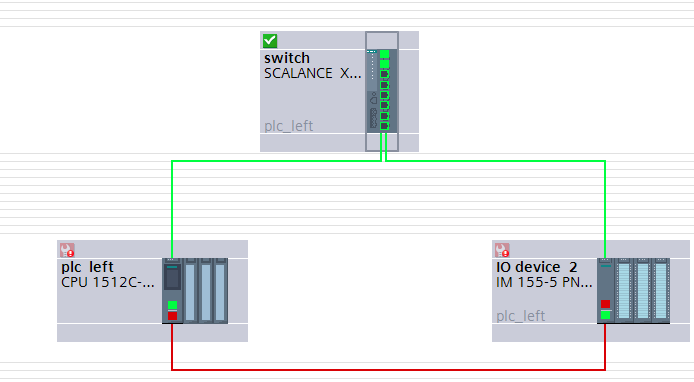 switch
SCALANCE X...
plc_left
plc_left
CPU 1512C-...
IO device_2
IM 155-5 PN...
plc_left